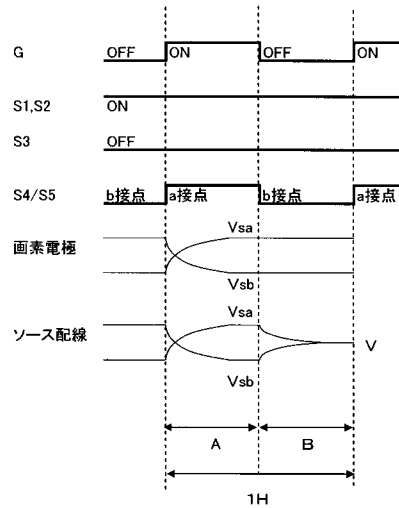 G OFF ON OFF ON
S1,S2 ON
S3 OFF
S4/S5 b接点 a接点 b接点 a接点
画素電極 Vsa
Vsb
ソース配線 Vsa
V
Vsb
A B
1H